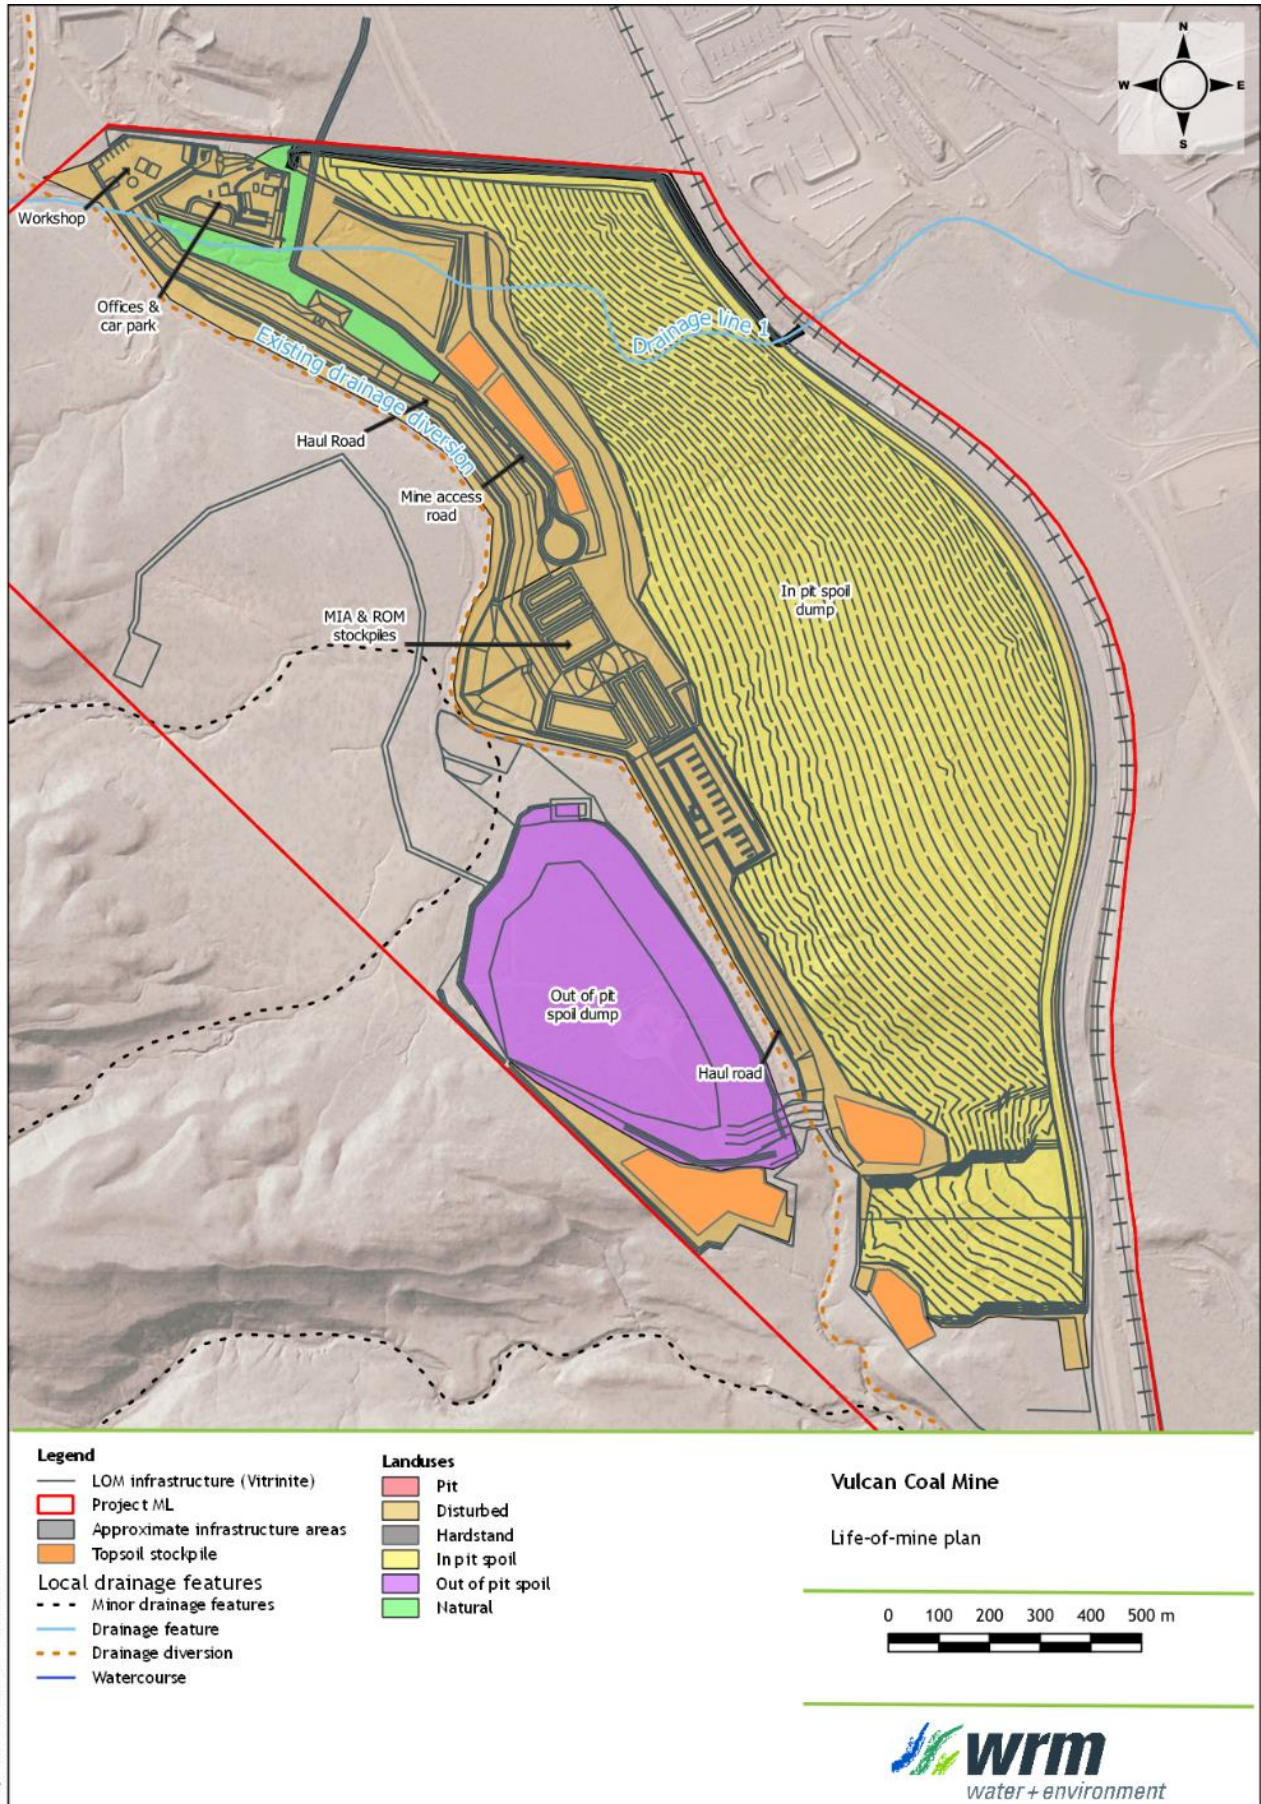 N
W
E
S
Workshop
Offices &
car park
Existing drainage diversion
Drainage line 1
Haul Road
Mine access
road
In pit spoil
dump
MIA & ROM
stockpiles
Out of pit
spoil dump
Haul road
Legend
LOM infrastructure (Vitrinite)
Project ML
Approximate infrastructure areas
Topsoil stockpile
Local drainage features
Minor drainage features
Drainage feature
Drainage diversion
Watercourse
Landuses
Pit
Disturbed
Hardstand
In pit spoil
Out of pit spoil
Natural
Vulcan Coal Mine
Life-of-mine plan
0 100 200 300 400 500 m
wrm
water + environment